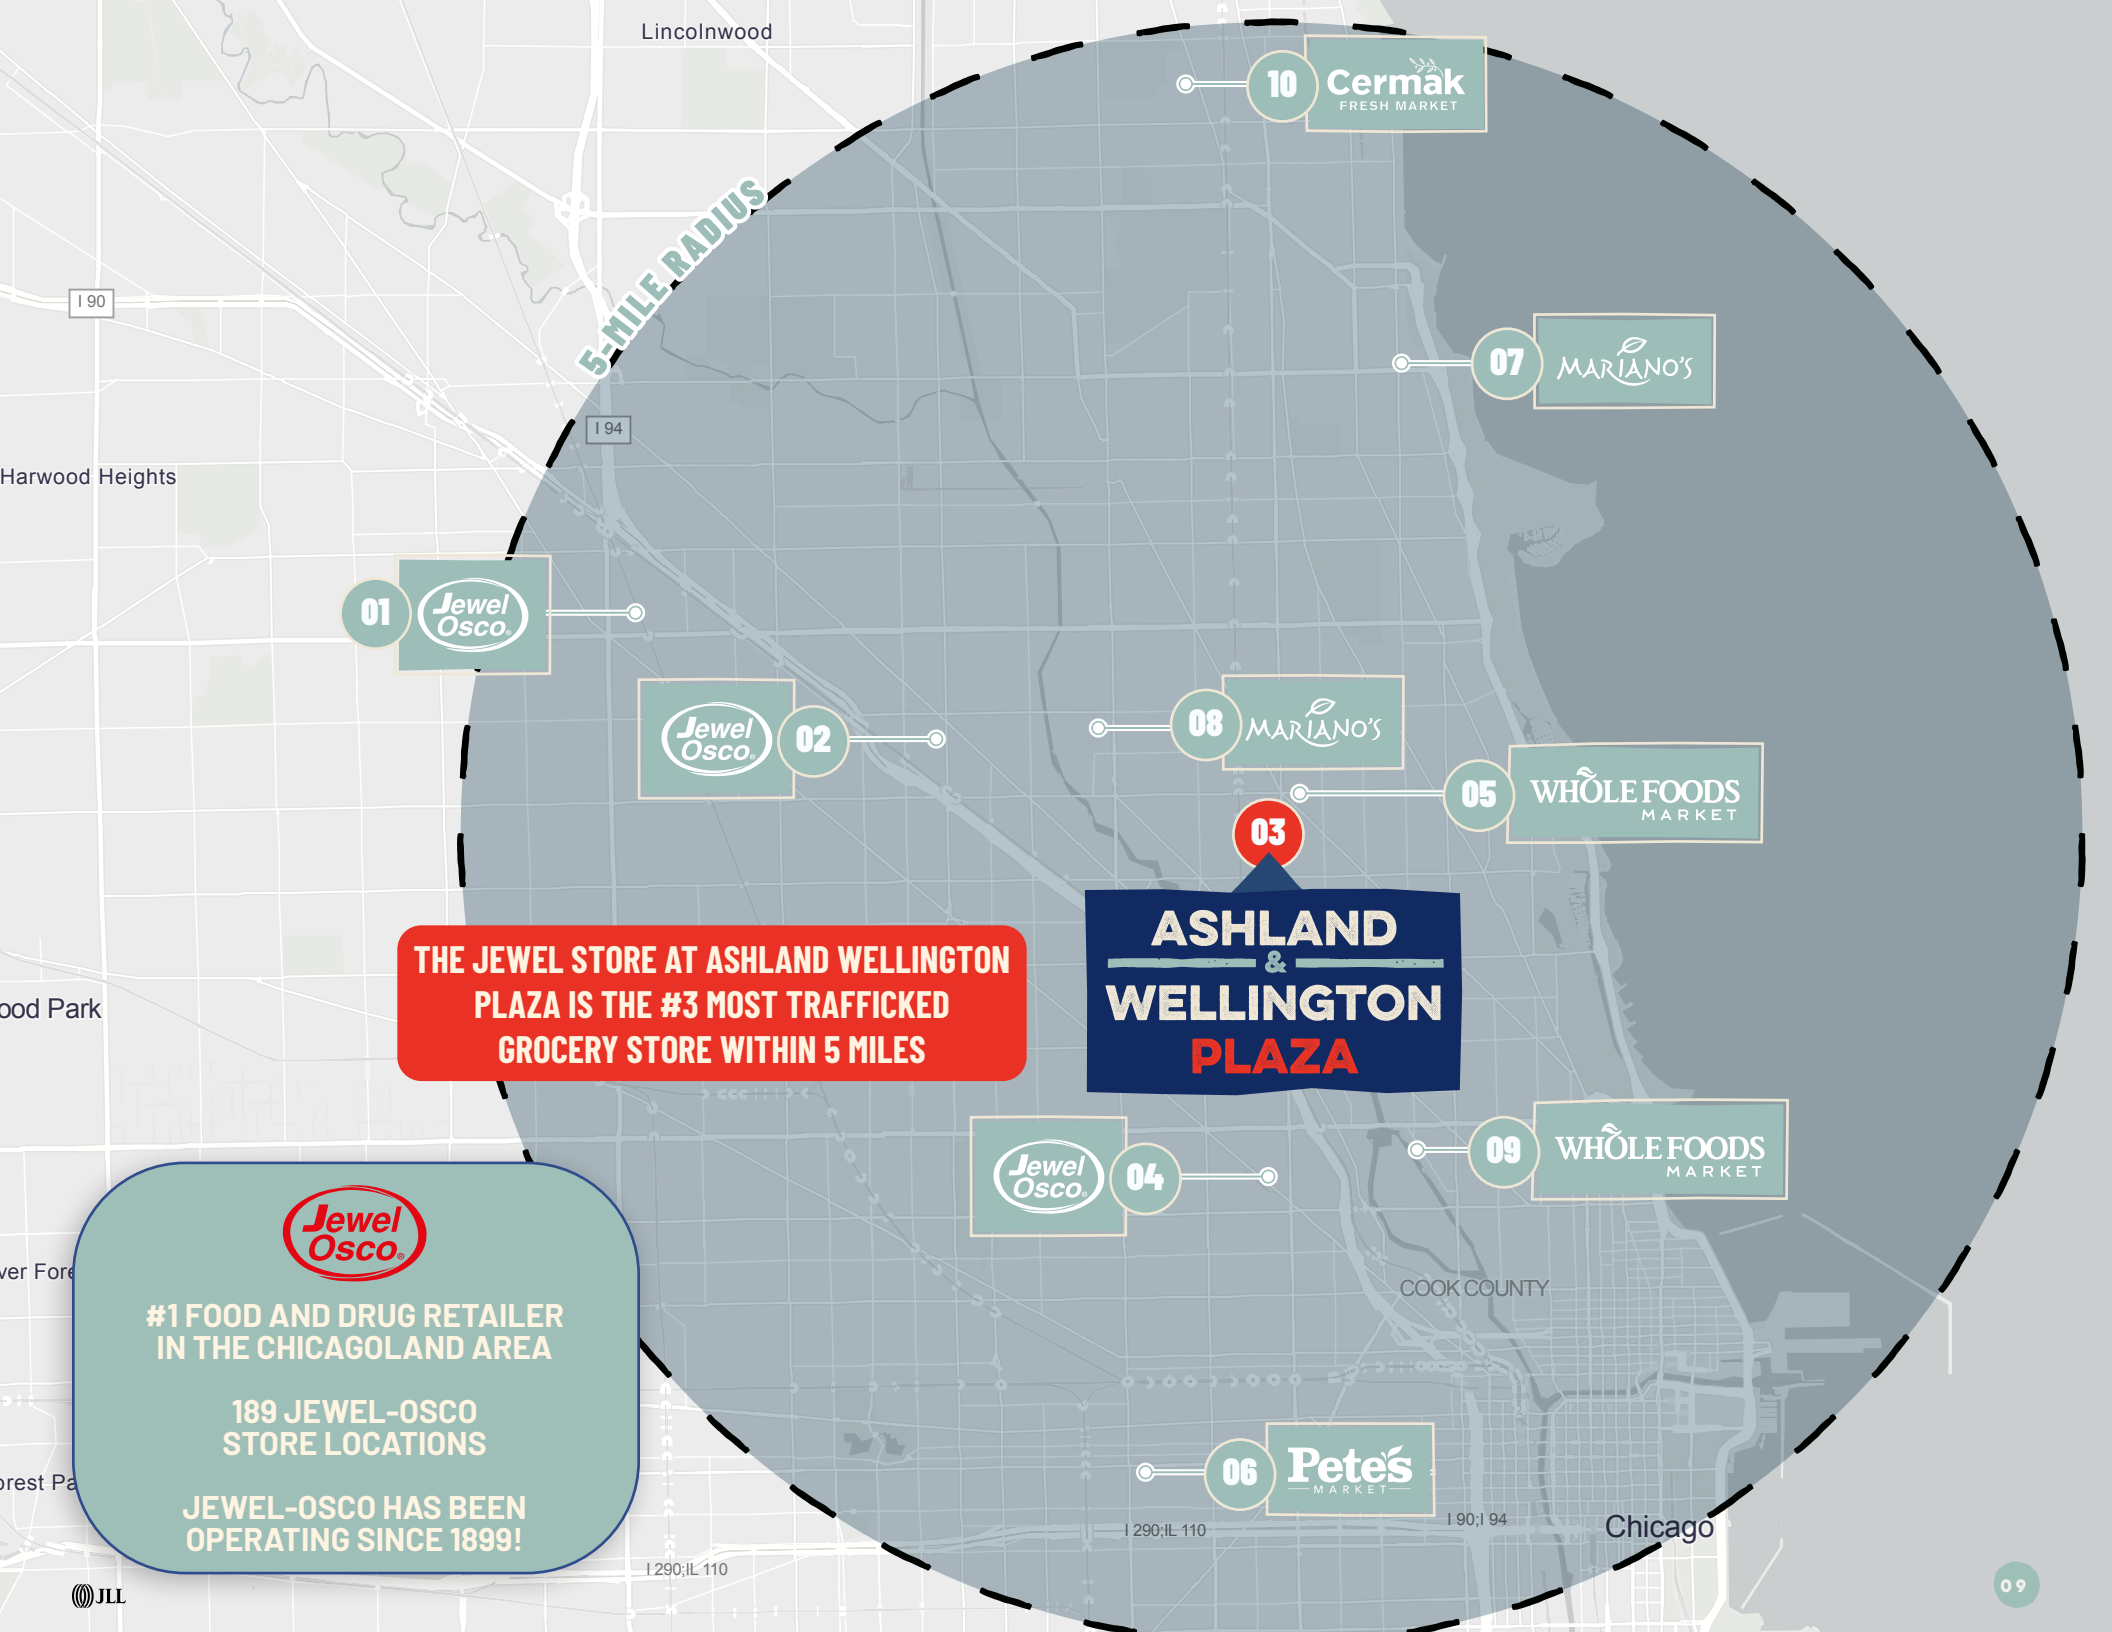 Lincolnwood
10 Cermak
FRESH MARKET
5-MILE RADIUS
I 90
07 MARIANO'S
I 94
Harwood Heights
01 Jewel
Osco
Jewel
Osco 02
08 MARIANO'S
05 WHOLE FOODS
MARKET
03
ASHLAND
&
WELLINGTON
PLAZA
THE JEWEL STORE AT ASHLAND WELLINGTON
PLAZA IS THE #3 MOST TRAFFICKED
GROCERY STORE WITHIN 5 MILES
ood Park
Jewel
Osco 04
09 WHOLE FOODS
MARKET
COOK COUNTY
ver Fore
Jewel
Osco
#1 FOOD AND DRUG RETAILER
IN THE CHICAGOLAND AREA
189 JEWEL-OSCO
STORE LOCATIONS
JEWEL-OSCO HAS BEEN
OPERATING SINCE 1899!
orest Pa
06 Pete's
MARKET
I 290;IL 110
I 90;I 94
Chicago
I 290;IL 110
JLL
09